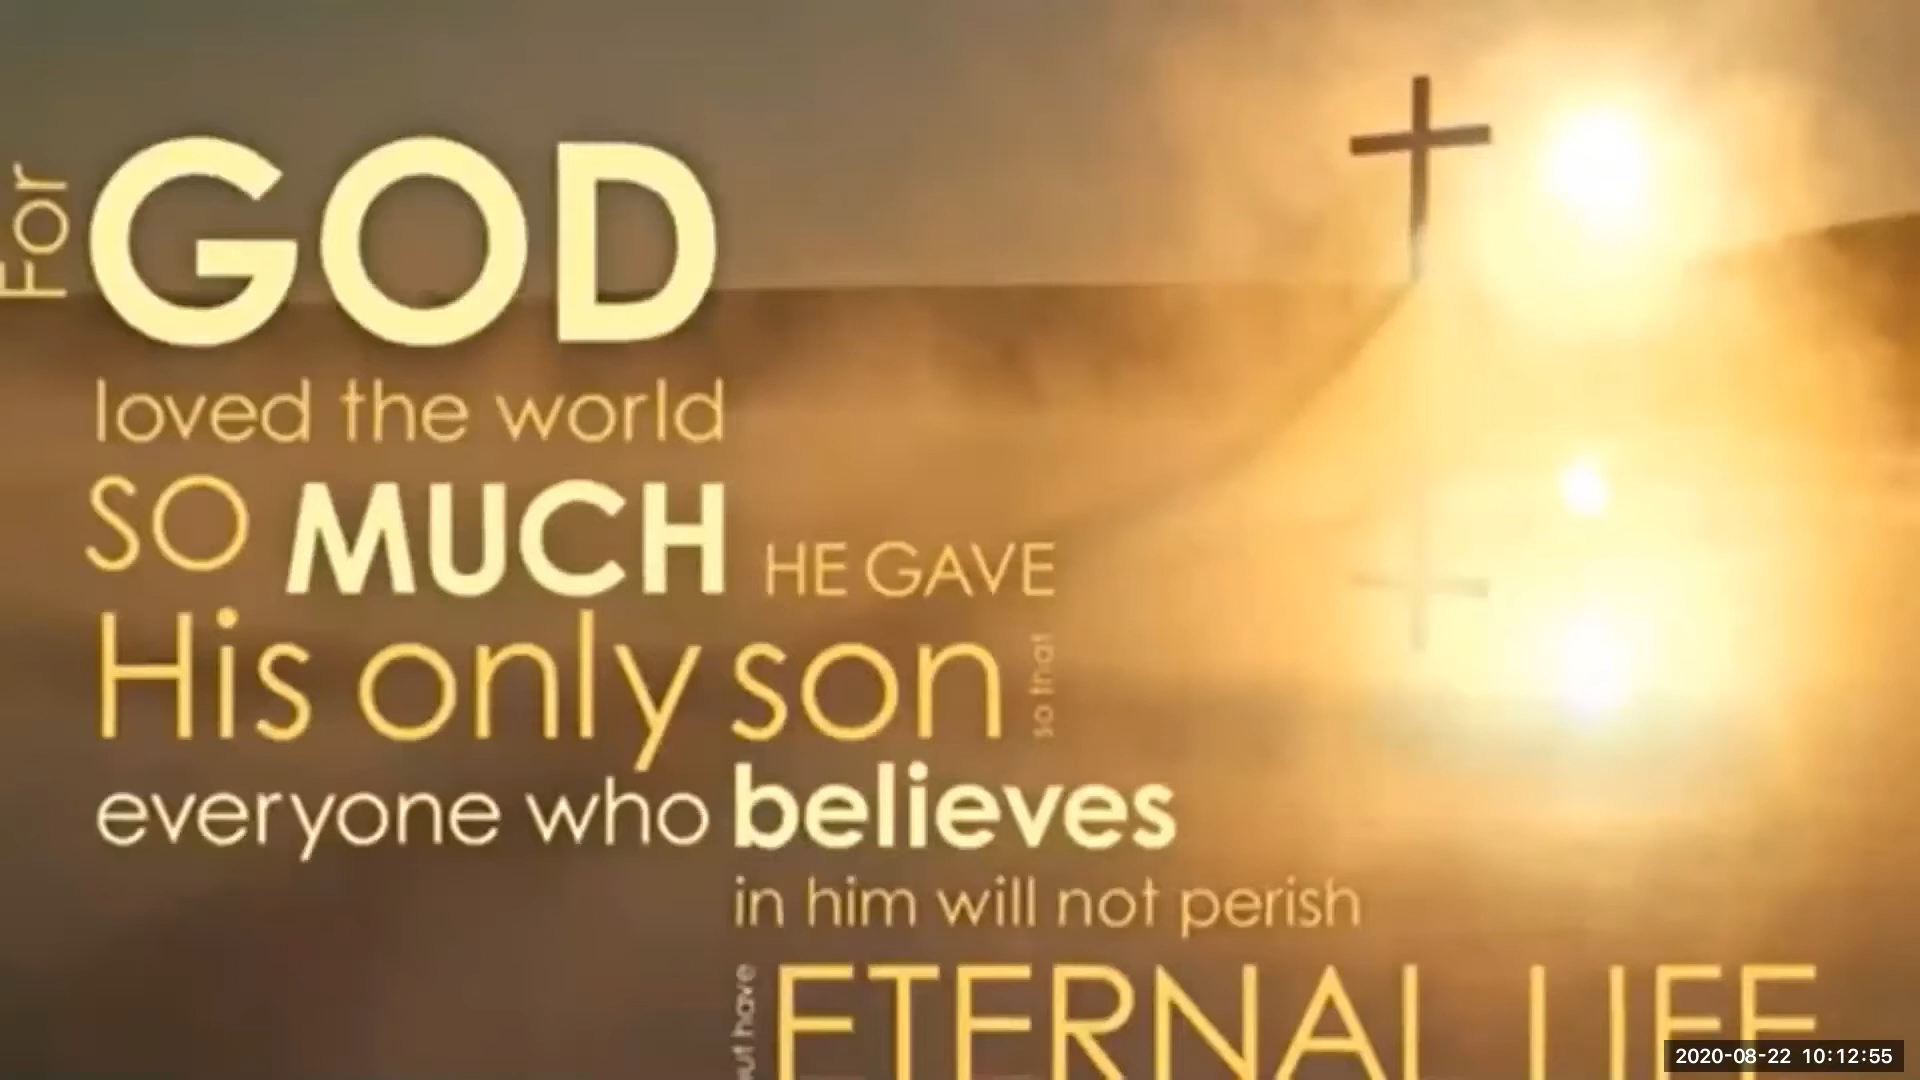 For GOD
loved the world
SO MUCH HE GAVE
His only son so that
everyone who believes
in him will not perish
but have ETERNAL LIFE
2020-08-22 10:12:55